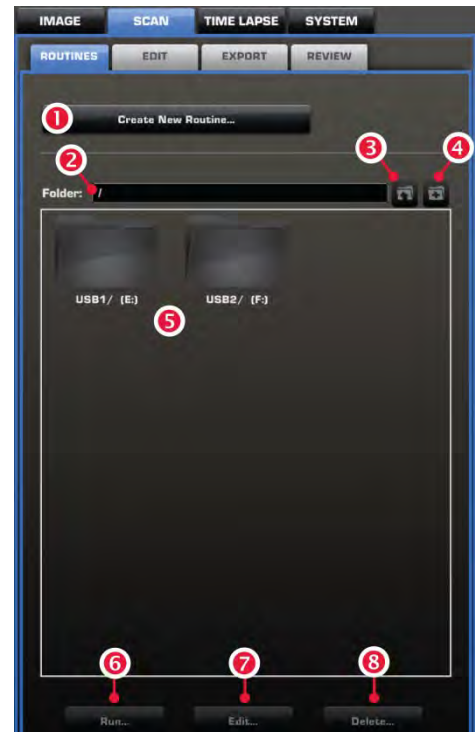 IMAGE SCAN TIME LAPSE SYSTEM
ROUTINES EDIT EXPORT REVIEW
1 Create New Routine...
2 3 4
Folder: /
USB1/ (E:) USB2/ (F:)
5
6 7 8
Run... Edit... Delete...